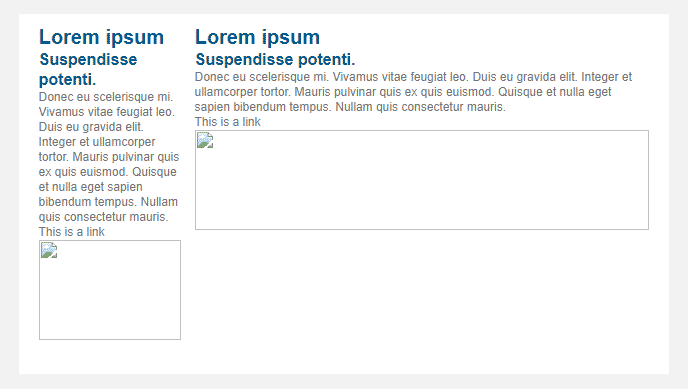 Lorem ipsum
Suspendisse
potenti.
Donec eu scelerisque mi.
Vivamus vitae feugiat leo.
Duis eu gravida elit.
Integer et ullamcorper
tortor. Mauris pulvinar quis
ex quis euismod. Quisque
et nulla eget sapien
bibendum tempus. Nullam
quis consectetur mauris.
This is a link
Lorem ipsum
Suspendisse potenti.
Donec eu scelerisque mi. Vivamus vitae feugiat leo. Duis eu gravida elit. Integer et
ullamcorper tortor. Mauris pulvinar quis ex quis euismod. Quisque et nulla eget
sapien bibendum tempus. Nullam quis consectetur mauris.
This is a link